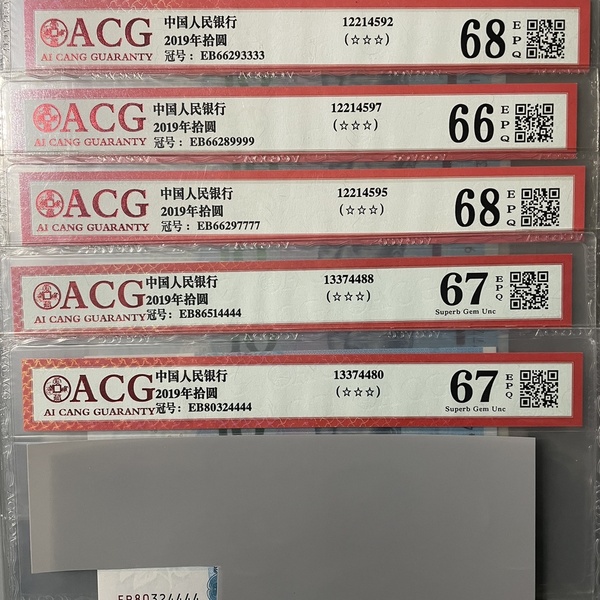 ACG
AI CANG GUARANTY
中国人民银行
2019年拾圆
冠号: EB66293333
12214592
(☆☆☆)
68
EPQ
ACG
AI CANG GUARANTY
中国人民银行
2019年拾圆
冠号: EB66289999
12214597
(☆☆☆)
66
EPQ
ACG
AI CANG GUARANTY
中国人民银行
2019年拾圆
冠号: EB66297777
12214595
(☆☆☆)
68
EPQ
ACG
AI CANG GUARANTY
中国人民银行
2019年拾圆
冠号: EB86514444
13374488
(☆☆☆)
67
EPQ
Superb Gem Unc
ACG
AI CANG GUARANTY
中国人民银行
2019年拾圆
冠号: EB80324444
13374480
(☆☆☆)
67
EPQ
Superb Gem Unc
EB80324444